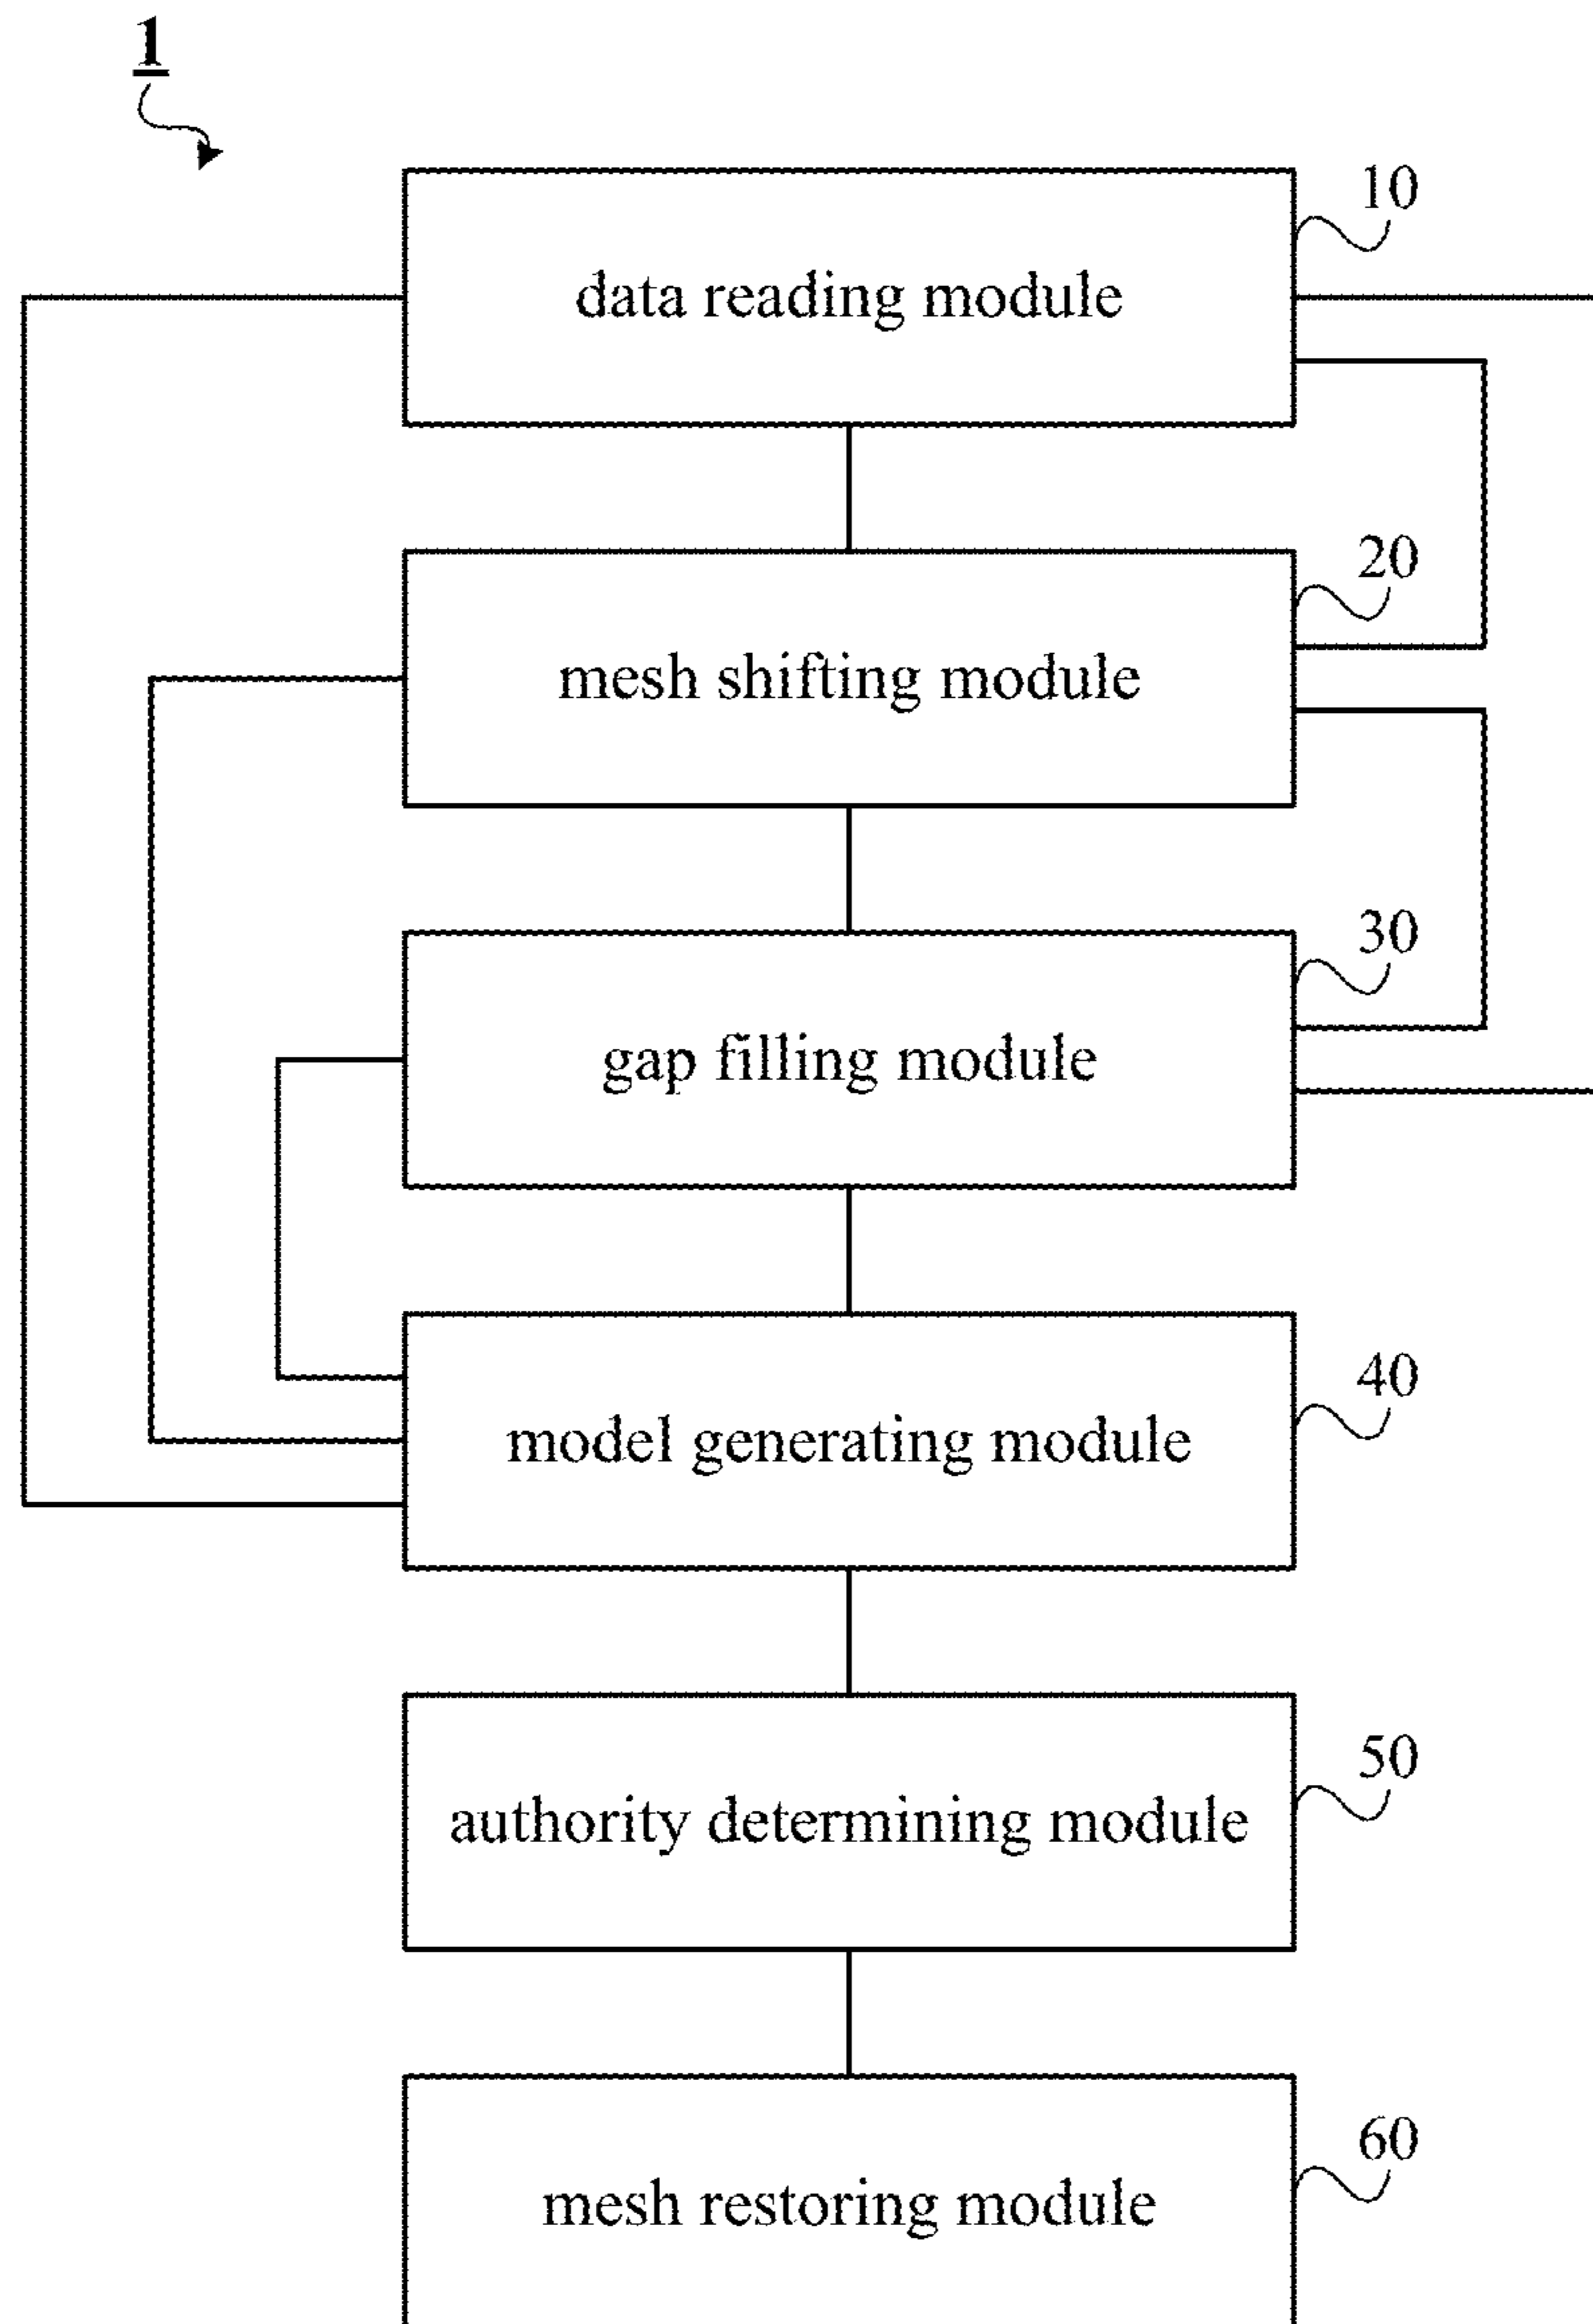 1
10
data reading module
20
mesh shifting module
30
gap filling module
40
model generating module
50
authority determining module
60
mesh restoring module